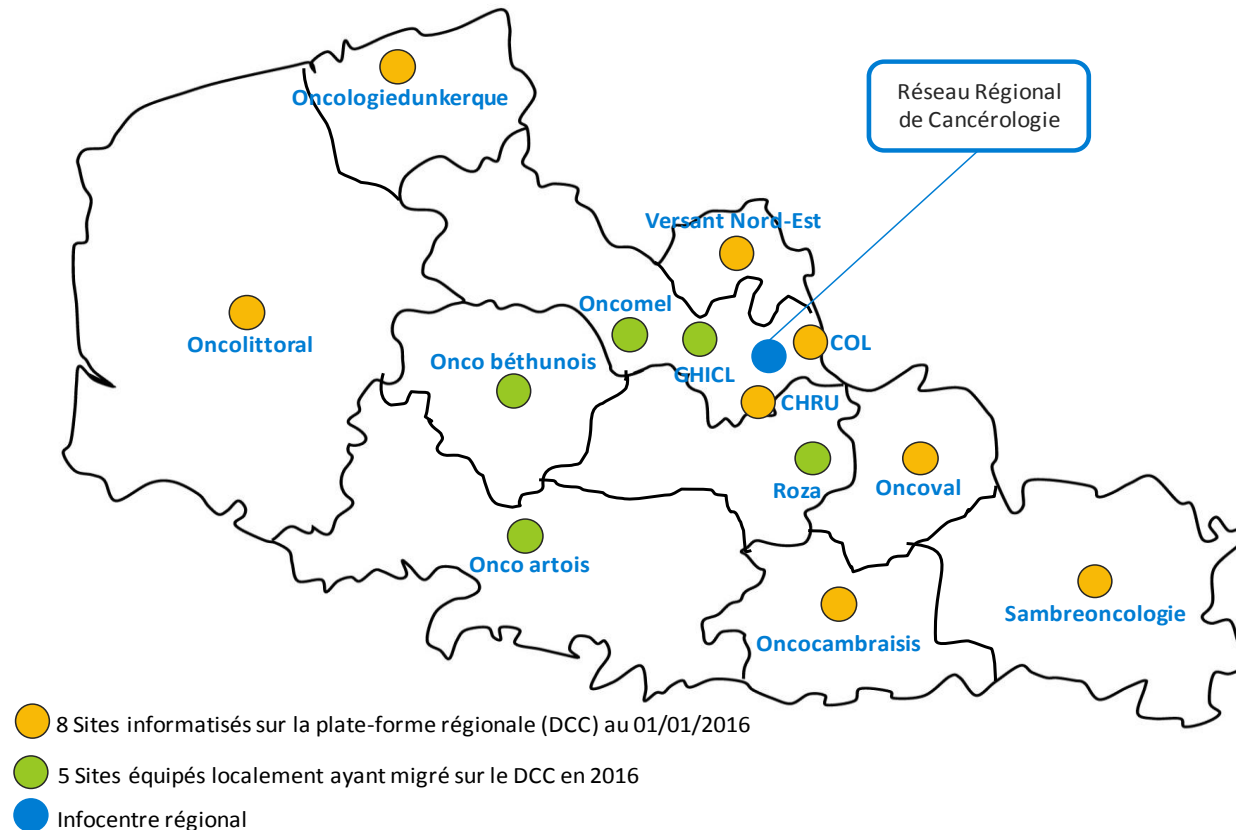 Oncologiedunkerque
Réseau Régional
de Cancérologie
Versant Nord-Est
Oncomel
Oncolittoral
Onco béthunois
GHICL
COL
CHRU
Roza
Oncoval
Onco artois
Oncocambraisis
Sambreoncologie
8 Sites informatisés sur la plate-forme régionale (DCC) au 01/01/2016
5 Sites équipés localement ayant migré sur le DCC en 2016
Infocentre régional